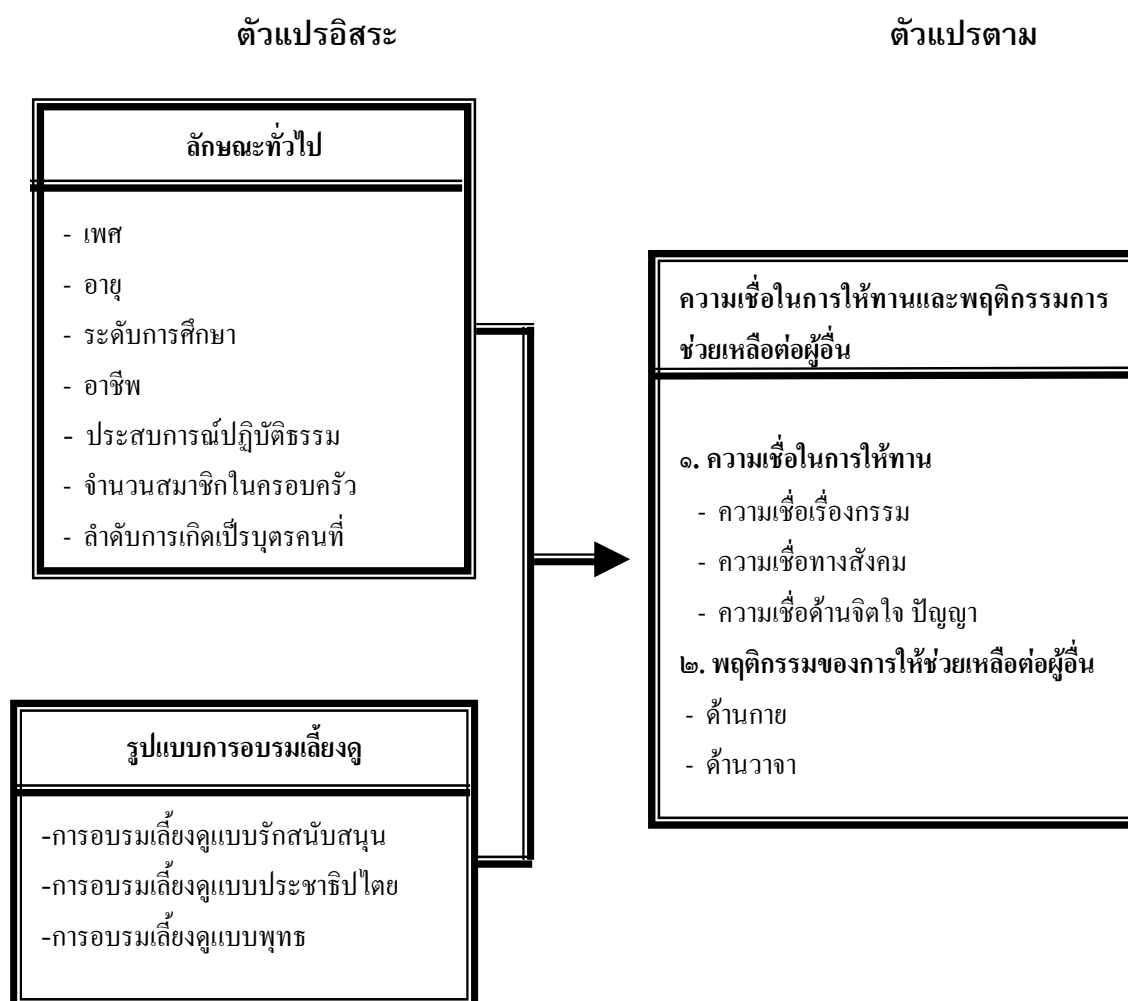 ตัวแปรอิสระ
ตัวแปรตาม
ลักษณะทั่วไป
- เพศ
- อายุ
- ระดับการศึกษา
- อาชีพ
- ประสบการณ์ปฏิบัติธรรม
- จำนวนสมาชิกในครอบครัว
- ลำดับการเกิดเป็รบุตรคนที่
รูปแบบการอบรมเลี้ยงดู
-การอบรมเลี้ยงดูแบบรักสนับสนุน
-การอบรมเลี้ยงดูแบบประชาธิปไตย
-การอบรมเลี้ยงดูแบบพุทธ
ความเชื่อในการให้ทานและพฤติกรรมการ
ช่วยเหลือต่อผู้อื่น
๑. ความเชื่อในการให้ทาน
- ความเชื่อเรื่องกรรม
- ความเชื่อทางสังคม
- ความเชื่อด้านจิตใจ ปัญญา
๒. พฤติกรรมของการให้ช่วยเหลือต่อผู้อื่น
- ด้านกาย
- ด้านวาจา